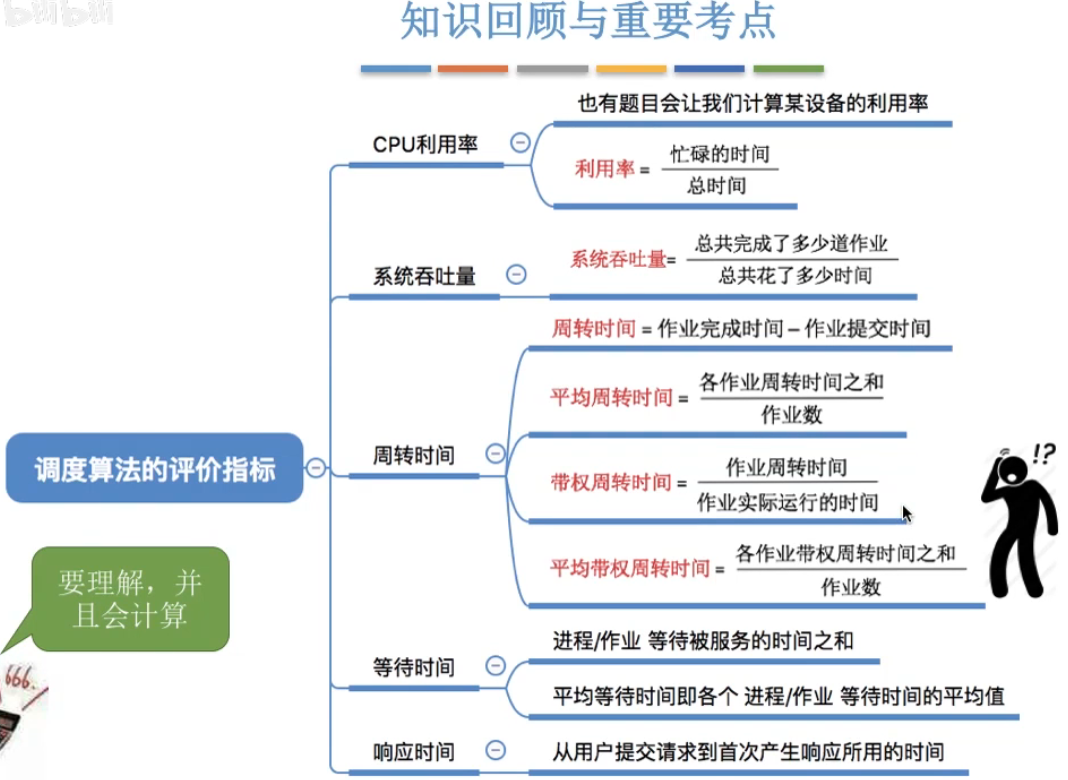 bilibili
知识回顾与重要考点
CPU利用率
也有题目会让我们计算某设备的利用率
利用率 = 忙碌的时间
总时间
系统吞吐量
系统吞吐量= 总共完成了多少道作业
总共花了多少时间
周转时间
周转时间 = 作业完成时间 – 作业提交时间
平均周转时间 = 各作业周转时间之和
作业数
带权周转时间 = 作业周转时间
作业实际运行的时间
平均带权周转时间 = 各作业带权周转时间之和
作业数
调度算法的评价指标
!?
要理解，并
且会计算
666.
等待时间
进程/作业 等待被服务的时间之和
平均等待时间即各个 进程/作业 等待时间的平均值
响应时间
从用户提交请求到首次产生响应所用的时间